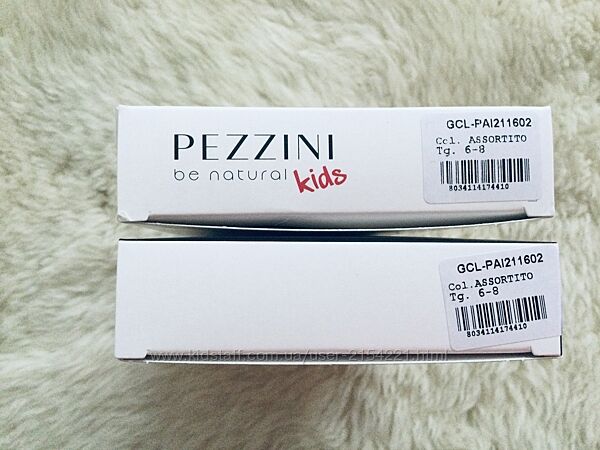 PEZZINI
be natural kids
GCL-PAI211602
Col. ASSORTITO
Tg. 6-8
8034114174410
GCL-PAI211602
Col. ASSORTITO
Tg. 6-8
8034114174410
www.kidstaff.com.ua/user-2154221.html